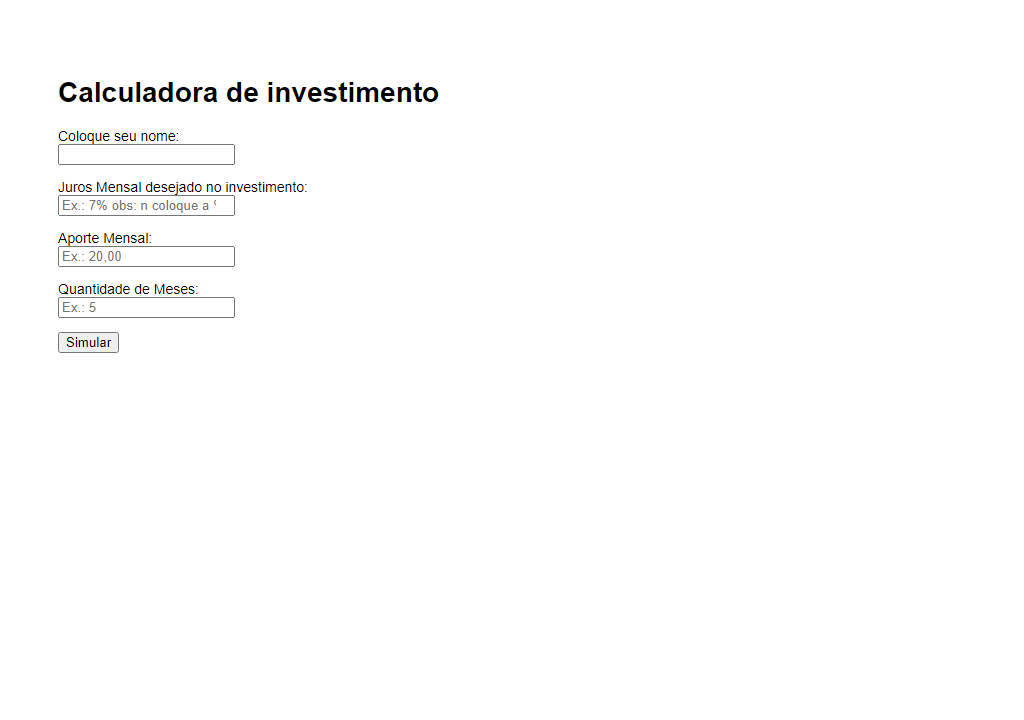 Calculadora de investimento
Coloque seu nome:
Juros Mensal desejado no investimento:
Ex.: 7% obs: n coloque a
Aporte Mensal:
Ex.: 20,00
Quantidade de Meses:
Ex.: 5
Simular